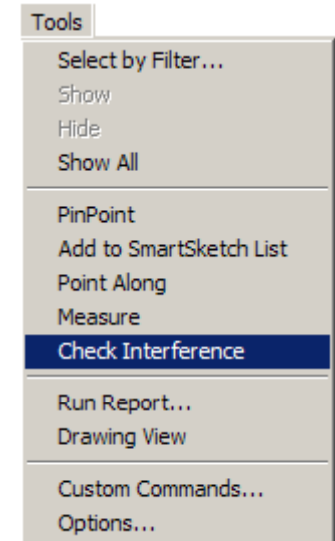 Tools
Select by Filter...
Show
Hide
Show All
PinPoint
Add to SmartSketch List
Point Along
Measure
Check Interference
Run Report...
Drawing View
Custom Commands...
Options...